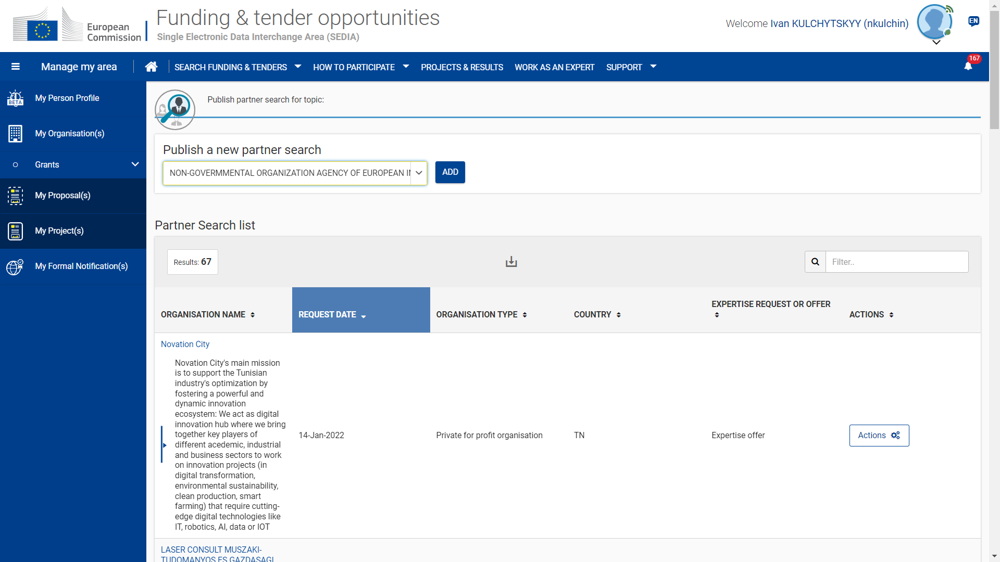 European
Commission
Funding & tender opportunities
Single Electronic Data Interchange Area (SEDIA)
Welcome Ivan KULCHYTSKYY (nkulchin)
EN
Manage my area
SEARCH FUNDING & TENDERS
HOW TO PARTICIPATE
PROJECTS & RESULTS
WORK AS AN EXPERT
SUPPORT
167
BETA
My Person Profile
My Organisation(s)
Grants
My Proposal(s)
My Project(s)
My Formal Notification(s)
Publish partner search for topic:
Publish a new partner search
NON-GOVERMMENTAL ORGANIZATION AGENCY OF EUROPEAN
ADD
Partner Search list
Results: 67
Filter..
ORGANISATION NAME
REQUEST DATE
ORGANISATION TYPE
COUNTRY
EXPERTISE REQUEST OR OFFER
ACTIONS
Novation City
Novation City's main mission
is to support the Tunisian
industry's optimization by
fostering a powerful and
dynamic innovation
ecosystem: We act as digital
innovation hub where we bring
together key players of
different acedemic, industrial
and business sectors to work
on innovation projects (in
digital transformation,
environmental sustainability,
clean production, smart
farming) that require cutting-
edge digital technologies like
IT, robotics, AI, data or IOT
14-Jan-2022
Private for profit organisation
TN
Expertise offer
Actions
LASER CONSULT MUSZAKI-
TUDOMANYOS ES GAZDASAGI